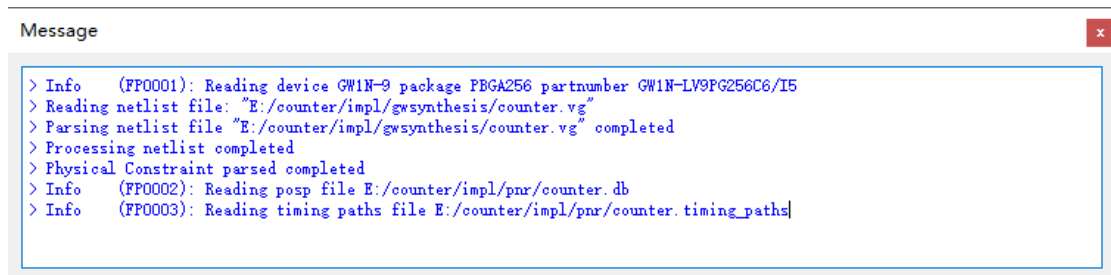 Message
x
> Info (FP0001): Reading device GW1N-9 package PBGA256 partnumber GW1N-LV9PG256C6/I5
> Reading netlist file: "E:/counter/impl/gwsynthesis/counter.vg"
> Parsing netlist file "E:/counter/impl/gwsynthesis/counter.vg" completed
> Processing netlist completed
> Physical Constraint parsed completed
> Info (FP0002): Reading posp file E:/counter/impl/pnr/counter.db
> Info (FP0003): Reading timing paths file E:/counter/impl/pnr/counter.timing_paths